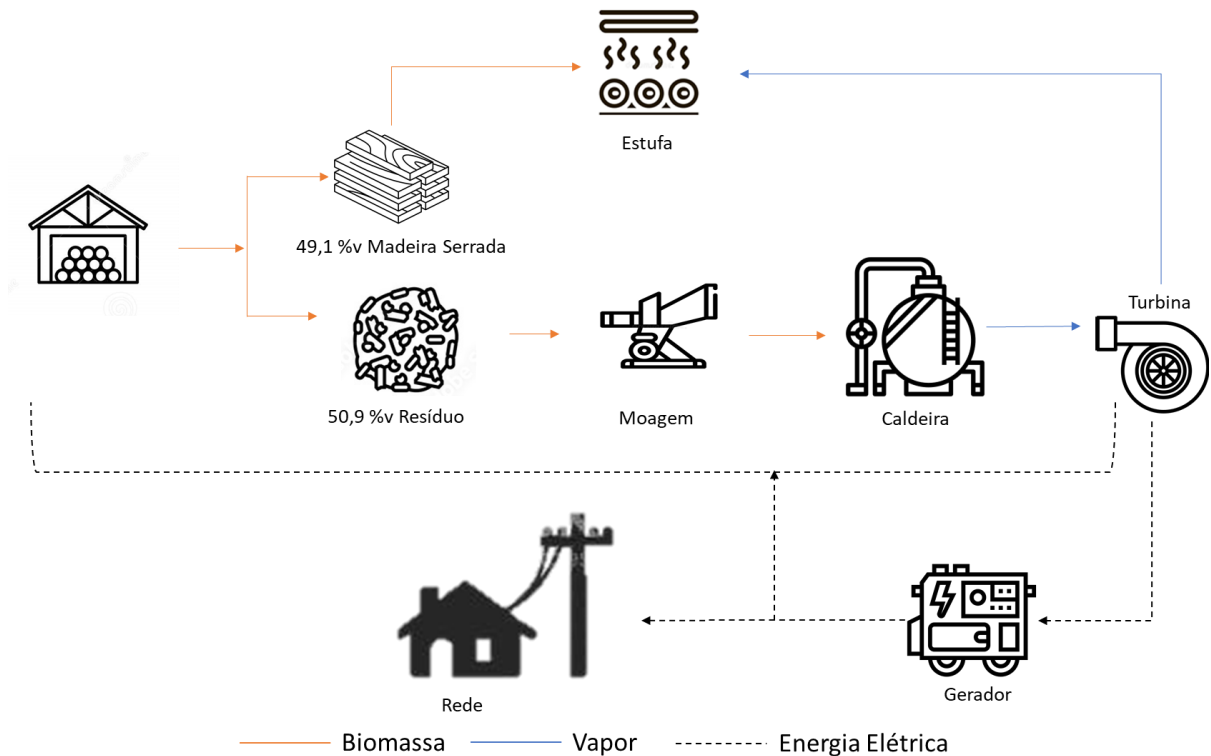 Estufa
49,1 %v Madeira Serrada
Turbina
50,9 %v Resíduo
Moagem
Caldeira
Rede
Gerador
Biomassa
Vapor
Energia Elétrica